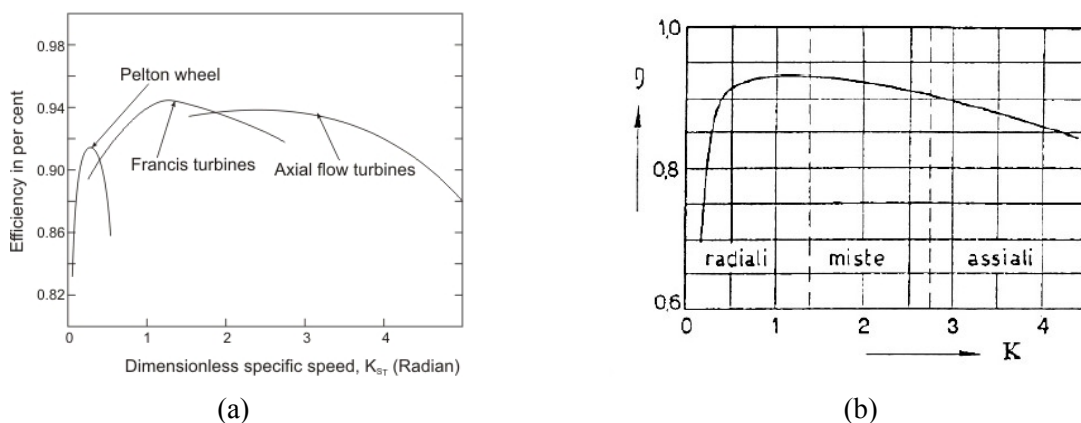 0.98
Pelton wheel
0.94
0.90
Francis turbines
Axial flow turbines
0.86
0.82
Efficiency in per cent
0 1 2 3 4
Dimensionless specific speed, KsT (Radian)
(a)
1,0
η
0,8
radiali miste assiali
0,6
0 1 2 3 4
K
(b)